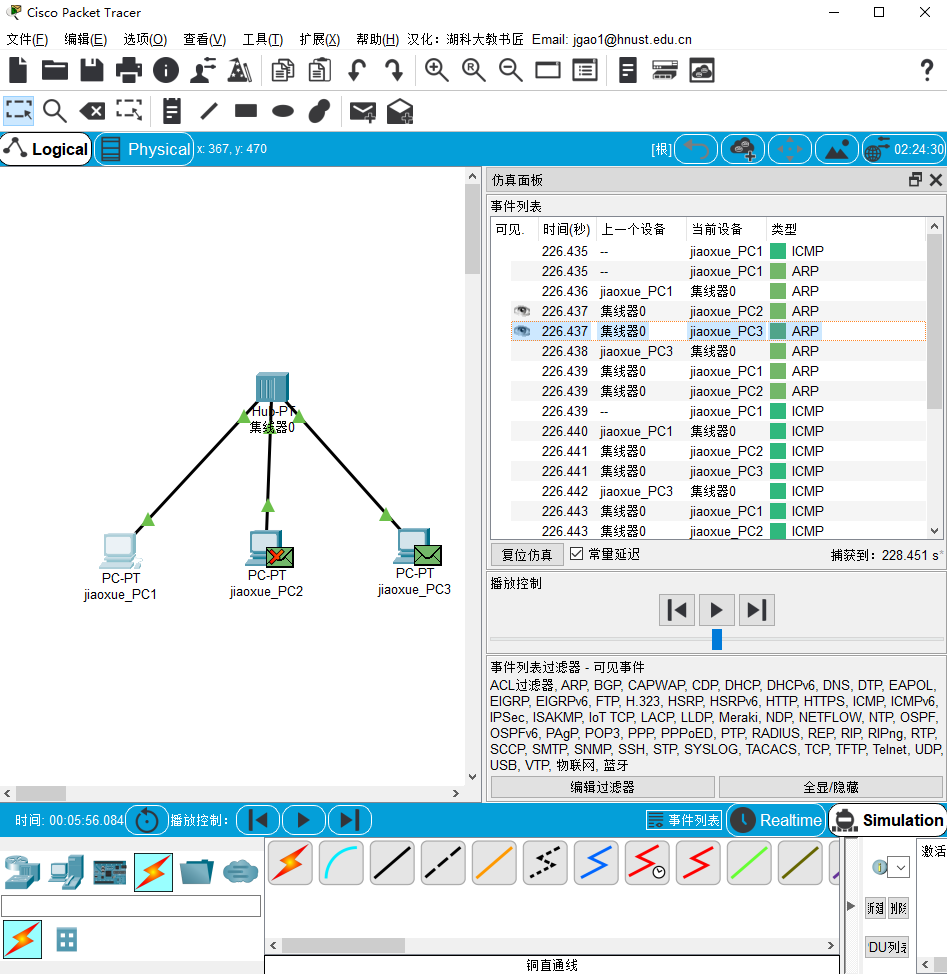 Cisco Packet Tracer
文件(F) 编辑(E) 选项(O) 查看(V) 工具(T) 扩展(X) 帮助(H) 汉化：湖科大教书匠 Email: jgao1@hnust.edu.cn
Logical Physical x: 367, y: 470 [根] 02:24:30
仿真面板
事件列表
可见. 时间(秒) 上一个设备 当前设备 类型
226.435 -- jiaoxue_PC1 ICMP
226.435 -- jiaoxue_PC1 ARP
226.436 jiaoxue_PC1 集线器0 ARP
226.437 集线器0 jiaoxue_PC2 ARP
226.437 集线器0 jiaoxue_PC3 ARP
226.438 jiaoxue_PC3 集线器0 ARP
226.439 集线器0 jiaoxue_PC1 ARP
226.439 集线器0 jiaoxue_PC2 ARP
226.439 -- jiaoxue_PC1 ICMP
226.440 jiaoxue_PC1 集线器0 ICMP
226.441 集线器0 jiaoxue_PC2 ICMP
226.441 集线器0 jiaoxue_PC3 ICMP
226.442 jiaoxue_PC3 集线器0 ICMP
226.443 集线器0 jiaoxue_PC1 ICMP
226.443 集线器0 jiaoxue_PC2 ICMP
复位仿真 常量延迟 捕获到： 228.451 s
播放控制
事件列表过滤器 - 可见事件
ACL过滤器, ARP, BGP, CAPWAP, CDP, DHCP, DHCPv6, DNS, DTP, EAPOL,
EIGRP, EIGRPv6, FTP, H.323, HSRP, HSRPv6, HTTP, HTTPS, ICMP, ICMPv6,
IPSec, ISAKMP, IoT TCP, LACP, LLDP, Meraki, NDP, NETFLOW, NTP, OSPF,
OSPFv6, PAgP, POP3, PPP, PPPoED, PTP, RADIUS, REP, RIP, RIPng, RTP,
SCCP, SMTP, SNMP, SSH, STP, SYSLOG, TACACS, TCP, TFTP, Telnet, UDP,
USB, VTP, 物联网, 蓝牙
编辑过滤器 全显/隐藏
Hub-PT
集线器0
PC-PT
jiaoxue_PC1
PC-PT
jiaoxue_PC2
PC-PT
jiaoxue_PC3
时间: 00:05:56.084 播放控制： 事件列表 Realtime Simulation
激活
新建 删除
DU列表
铜直通线